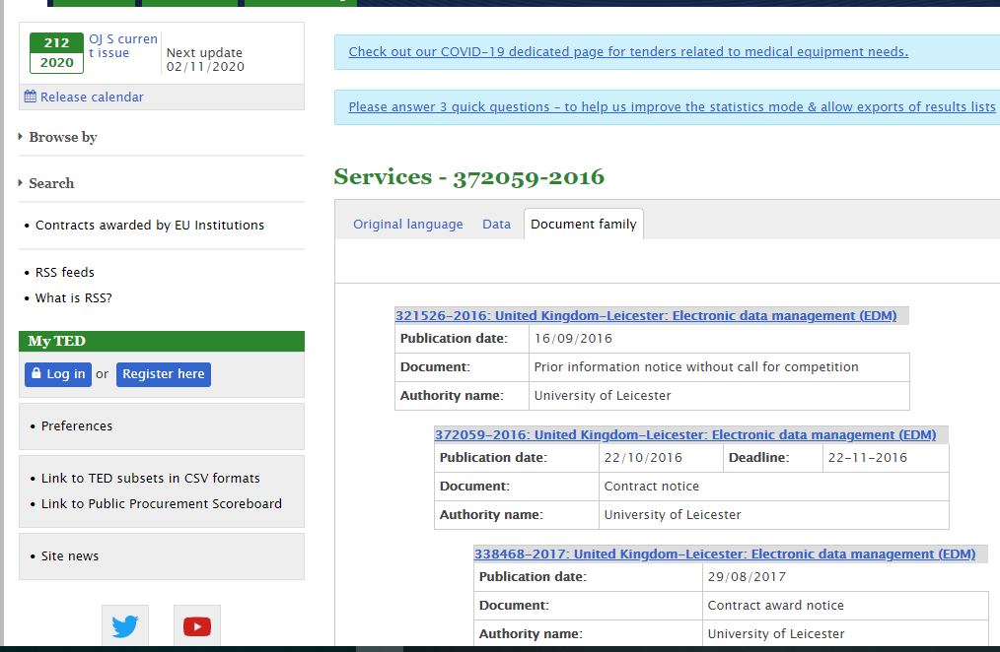 212
2020
OJ S curren
t issue
Next update
02/11/2020
Release calendar
Browse by
Search
Contracts awarded by EU Institutions
RSS feeds
What is RSS?
My TED
Log in or Register here
Preferences
Link to TED subsets in CSV formats
Link to Public Procurement Scoreboard
Site news
Check out our COVID-19 dedicated page for tenders related to medical equipment needs.
Please answer 3 quick questions – to help us improve the statistics mode & allow exports of results lists
Services - 372059-2016
Original language Data Document family
321526-2016: United Kingdom-Leicester: Electronic data management (EDM)
Publication date: 16/09/2016
Document: Prior information notice without call for competition
Authority name: University of Leicester
372059-2016: United Kingdom-Leicester: Electronic data management (EDM)
Publication date: 22/10/2016 Deadline: 22-11-2016
Document: Contract notice
Authority name: University of Leicester
338468-2017: United Kingdom-Leicester: Electronic data management (EDM)
Publication date: 29/08/2017
Document: Contract award notice
Authority name: University of Leicester